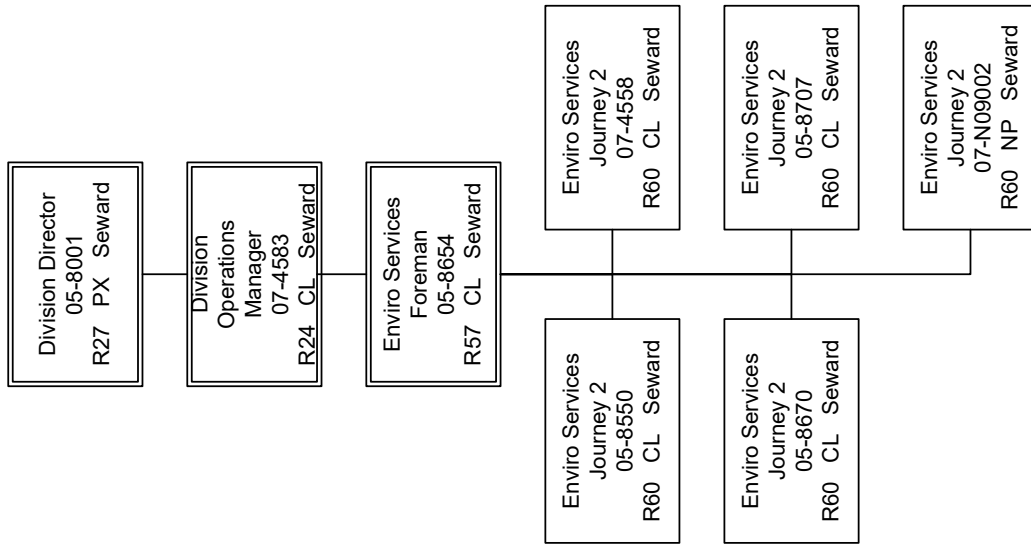 Division Director
05-8001
R27 PX Seward
Division
Operations
Manager
07-4583
R24 CL Seward
Enviro Services
Foreman
05-8654
R57 CL Seward
Enviro Services
Journey 2
05-8550
R60 CL Seward
Enviro Services
Journey 2
07-4558
R60 CL Seward
Enviro Services
Journey 2
05-8670
R60 CL Seward
Enviro Services
Journey 2
05-8707
R60 CL Seward
Enviro Services
Journey 2
07-N09002
R60 NP Seward